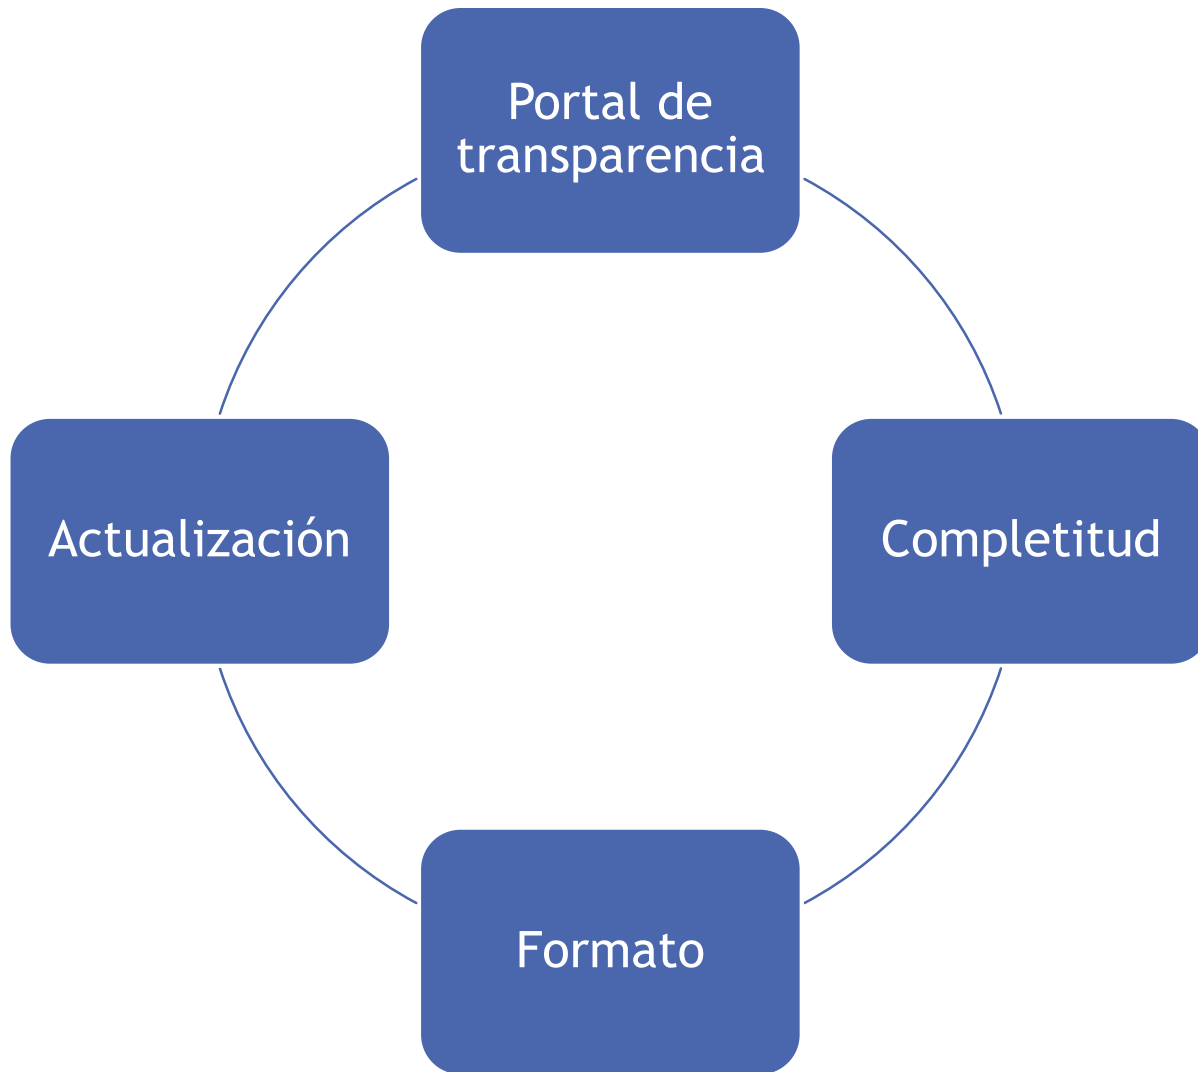 Portal de
transparencia
Actualización
Completitud
Formato